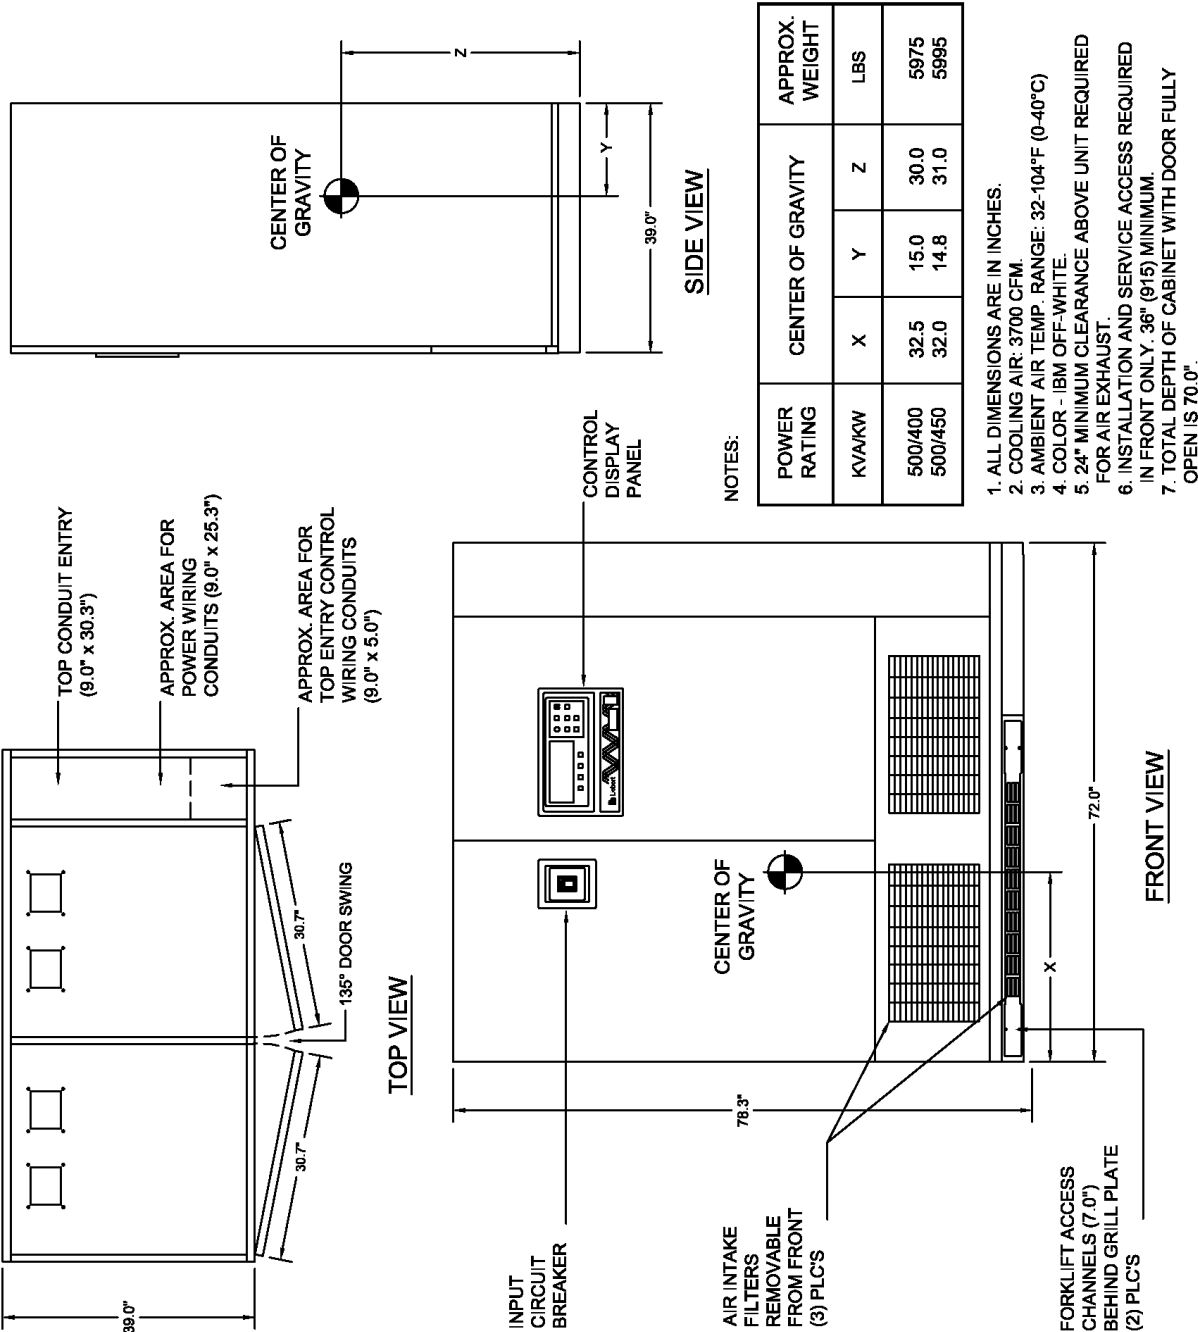 39.0"
30.7"
30.7"
135° DOOR SWING
TOP CONDUIT ENTRY
(9.0" x 30.3")
APPROX. AREA FOR
POWER WIRING
CONDUITS (9.0" x 25.3")
APPROX. AREA FOR
TOP ENTRY CONTROL
WIRING CONDUITS
(9.0" x 5.0")
TOP VIEW
CENTER OF
GRAVITY
Z
Y
39.0"
SIDE VIEW
INPUT
CIRCUIT
BREAKER
CONTROL
DISPLAY
PANEL
Liebert
CENTER OF
GRAVITY
78.3"
AIR INTAKE
FILTERS
REMOVABLE
FROM FRONT
(3) PLC'S
X
72.0"
FORKLIFT ACCESS
CHANNELS (7.0")
BEHIND GRILL PLATE
(2) PLC'S
FRONT VIEW
NOTES:
POWER
RATING
CENTER OF GRAVITY
APPROX.
WEIGHT
KVA/KW X Y Z LBS
500/400 32.5 15.0 30.0 5975
500/450 32.0 14.8 31.0 5995
1. ALL DIMENSIONS ARE IN INCHES.
2. COOLING AIR: 3700 CFM.
3. AMBIENT AIR TEMP. RANGE: 32-104°F (0-40°C)
4. COLOR - IBM OFF-WHITE.
5. 24" MINIMUM CLEARANCE ABOVE UNIT REQUIRED
FOR AIR EXHAUST.
6. INSTALLATION AND SERVICE ACCESS REQUIRED
IN FRONT ONLY. 36" (915) MINIMUM.
7. TOTAL DEPTH OF CABINET WITH DOOR FULLY
OPEN IS 70.0".